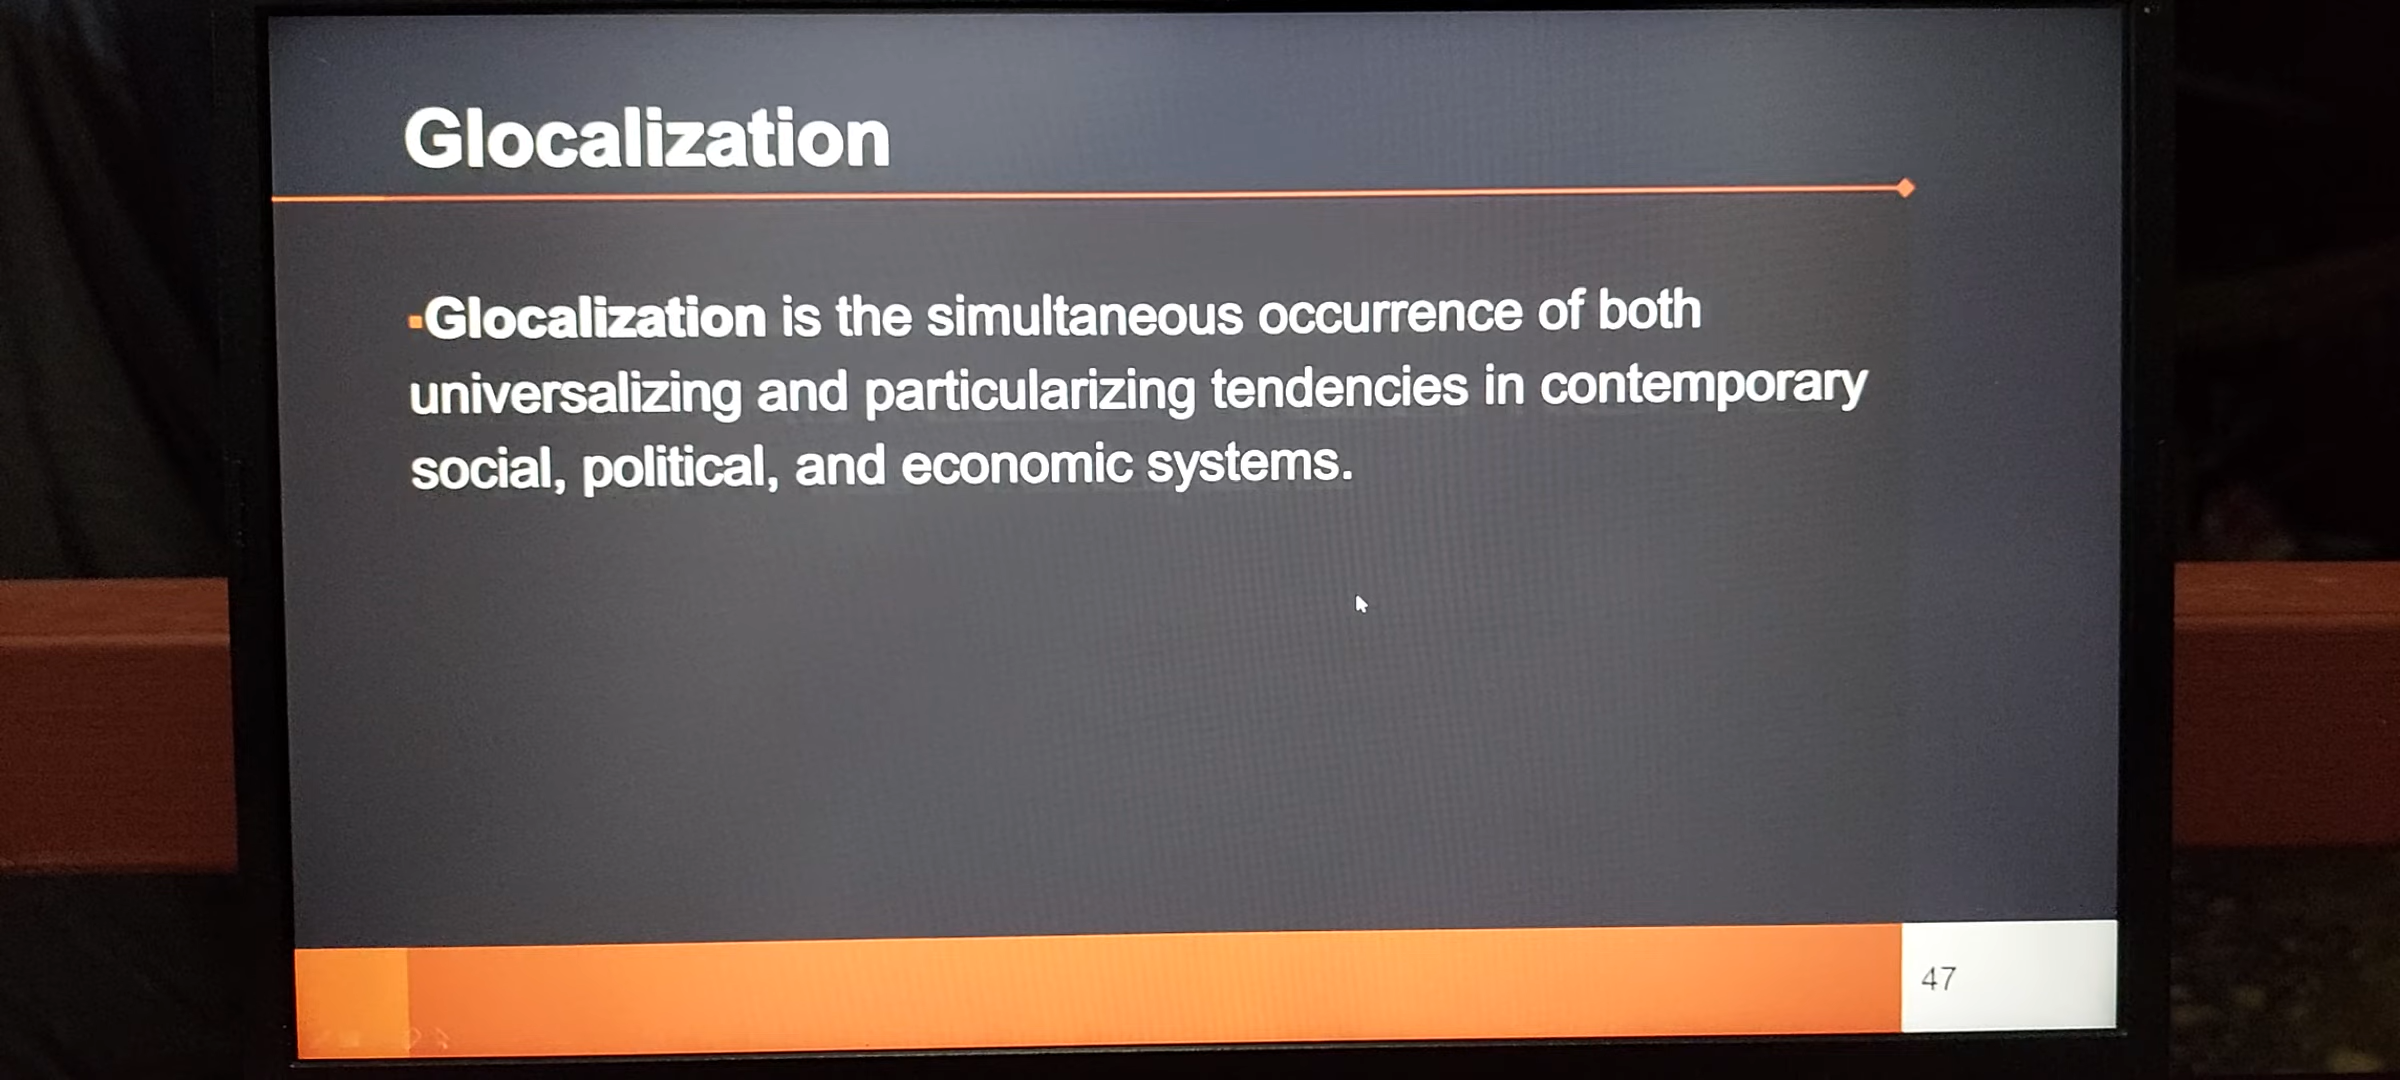 Glocalization
▪Glocalization is the simultaneous occurrence of both
universalizing and particularizing tendencies in contemporary
social, political, and economic systems.
47